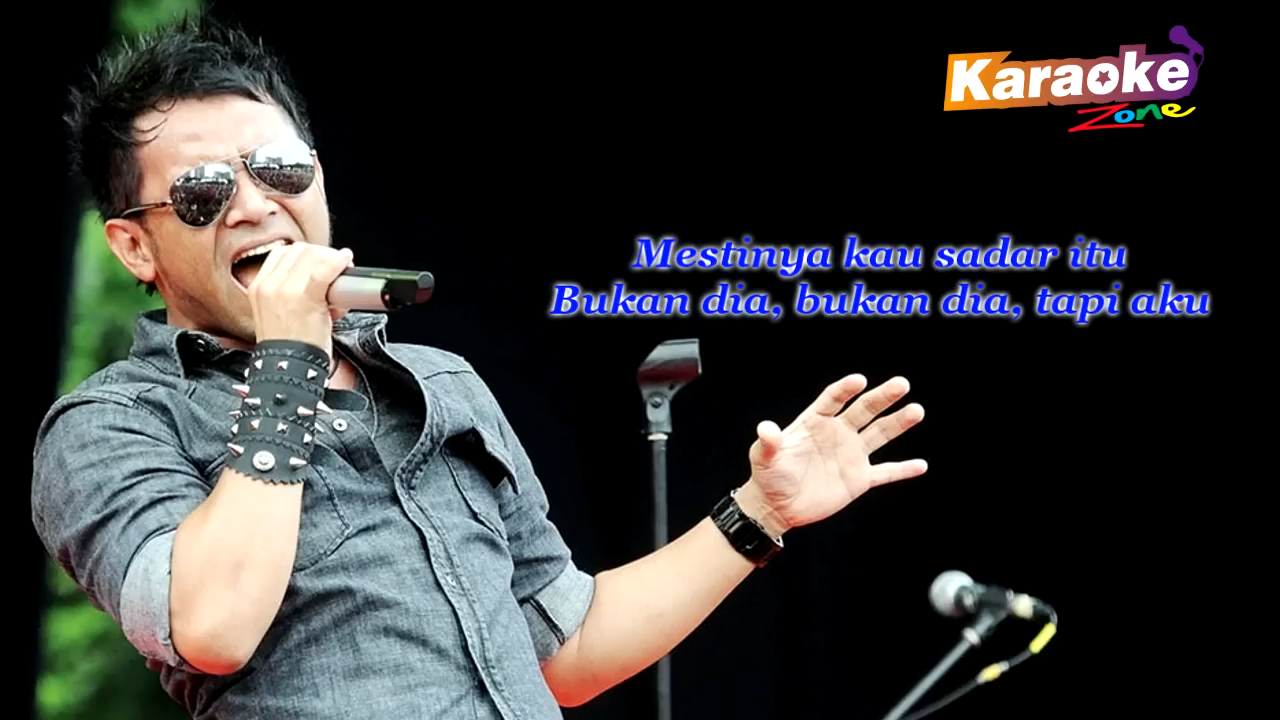 Karaoke
Zone
Mestinya kau sadar itu
Bukan dia, bukan dia, tapi aku